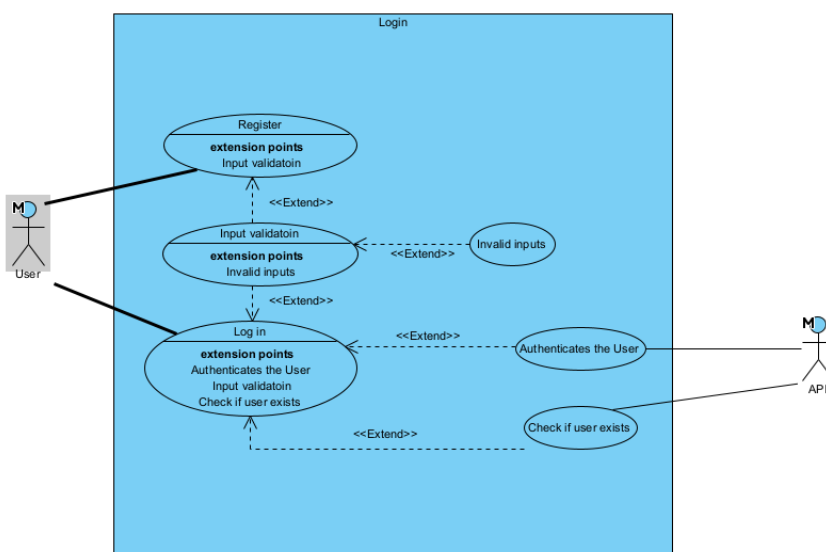 Login
Register
extension points
Input validatoin
<<Extend>>
M
User
Input validatoin
extension points
Invalid inputs
<<Extend>>
Invalid inputs
<<Extend>>
Log in
extension points
Authenticates the User
Input validatoin
Check if user exists
<<Extend>>
Authenticates the User
M
API
<<Extend>>
Check if user exists